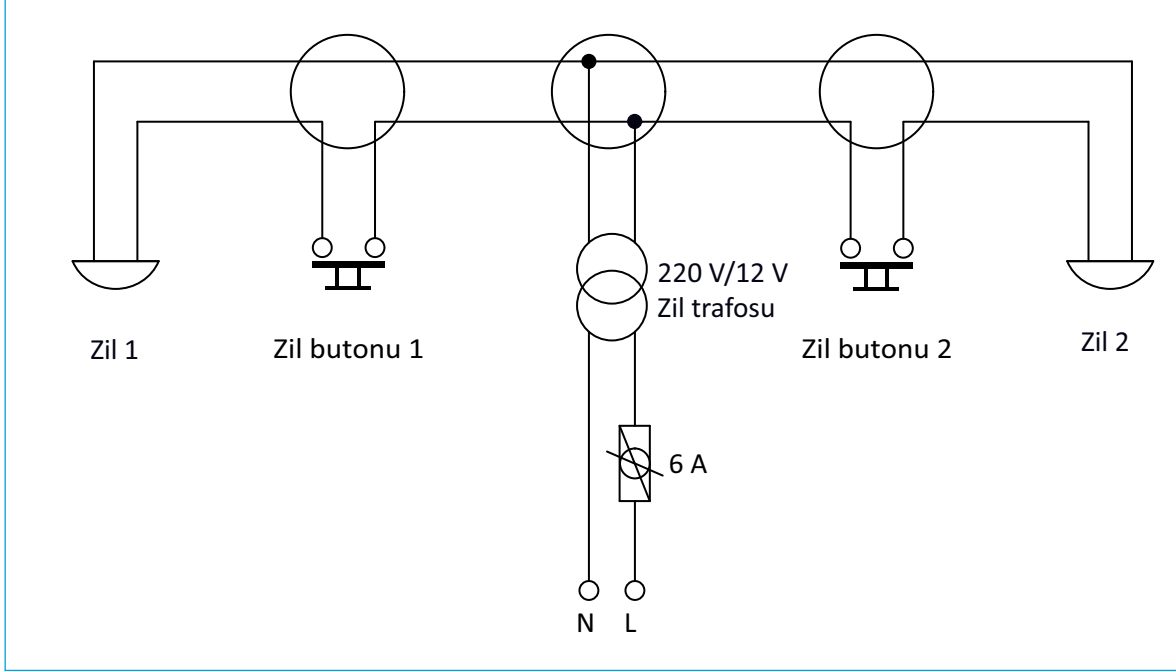 220 V/12 V
Zil trafosu
Zil 1
Zil butonu 1
Zil butonu 2
Zil 2
6 A
N
L